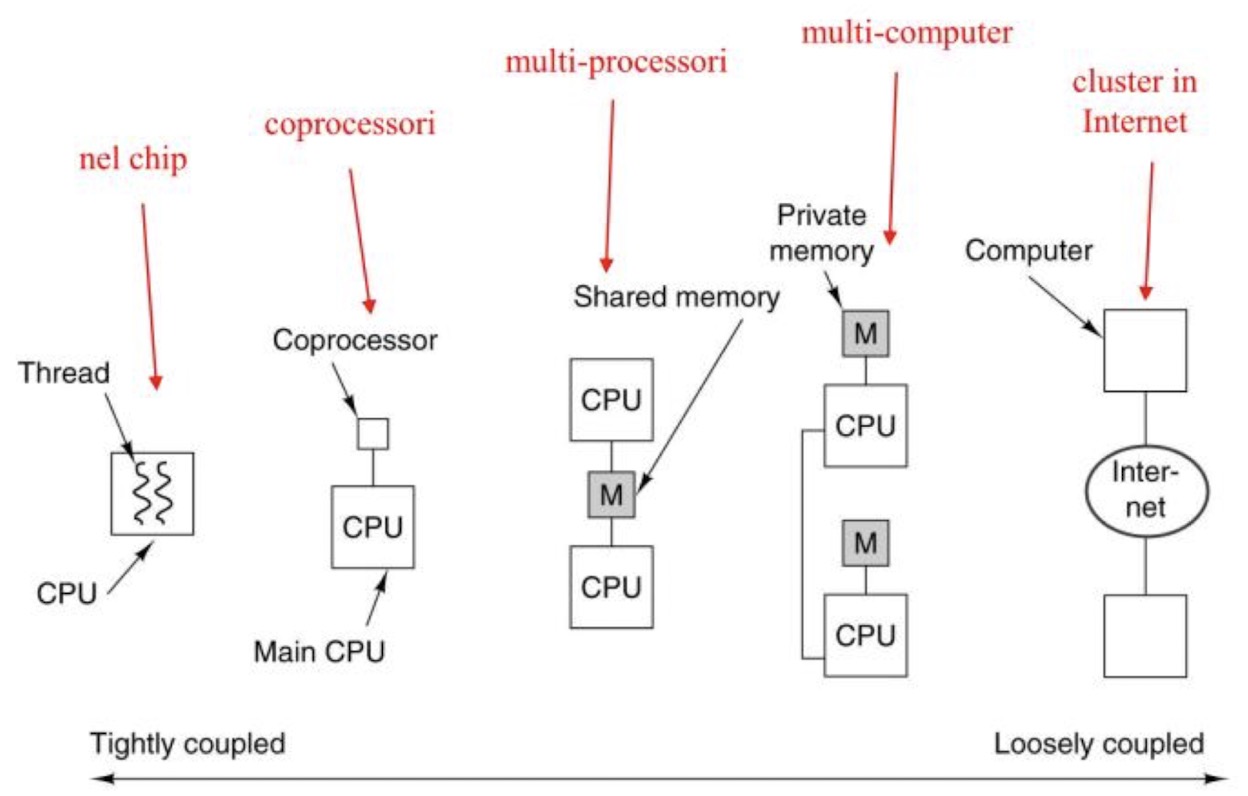 nel chip
coprocessori
multi-processori
multi-computer
cluster in
Internet
Thread
CPU
Coprocessor
CPU
Main CPU
Shared memory
CPU
M
CPU
Private
memory
M
CPU
M
CPU
Computer
Inter-
net
Tightly coupled
Loosely coupled